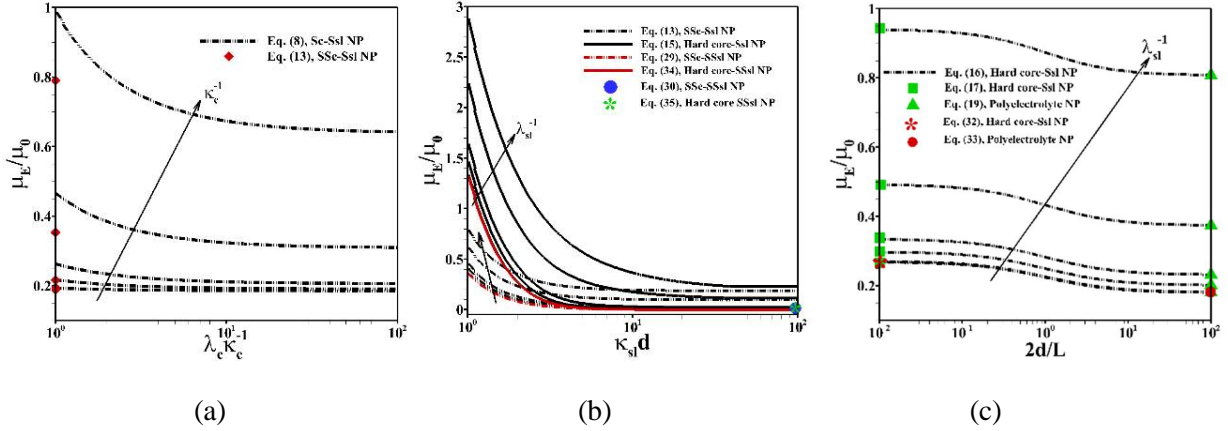 1
0.8
0.6
0.4
0.2
μE/μ0
Eq. (8), Sc-Ssl NP
Eq. (13), SSc-Ssl NP
κc-1
10^0 10^1 10^2
λcκc-1
(a)
3
2.5
2
1.5
1
0.5
0
μE/μ0
Eq. (13), SSc-Ssl NP
Eq. (15), Hard core-Ssl NP
Eq. (29), SSc-SSsl NP
Eq. (34), Hard core-SSsl NP
Eq. (30), SSc-SSsl NP
Eq. (35). Hard core SSsl NP
λsl-1
10^0 10^1 10^2
κsl d
(b)
1
0.8
0.6
0.4
0.2
μE/μ0
λsl-1
Eq. (16), Hard core-Ssl NP
Eq. (17), Hard core-Ssl NP
Eq. (19), Polyelectrolyte NP
Eq. (32), Hard core-Ssl NP
Eq. (33), Polyelectrolyte NP
10^-2 10^-1 10^0 10^1 10^2
2d/L
(c)